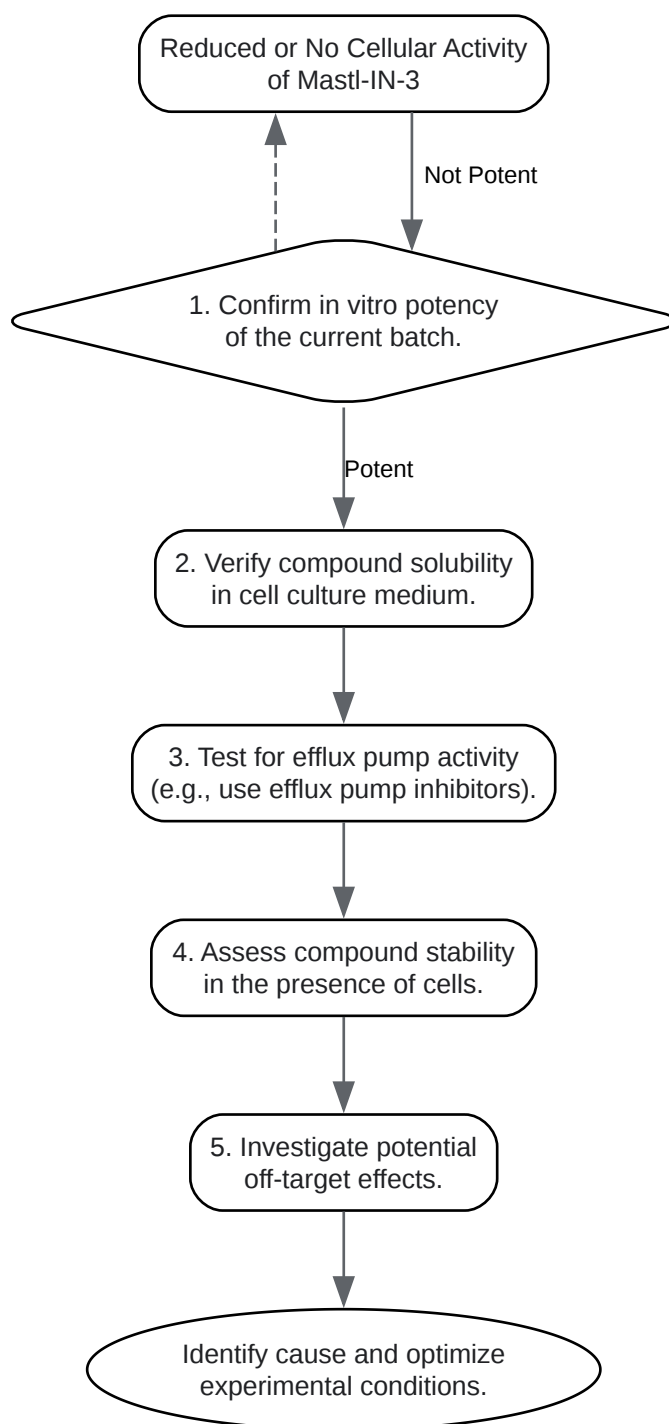 Reduced or No Cellular Activity
of Mastl-IN-3
Not Potent
1. Confirm in vitro potency
of the current batch.
Potent
2. Verify compound solubility
in cell culture medium.
3. Test for efflux pump activity
(e.g., use efflux pump inhibitors).
4. Assess compound stability
in the presence of cells.
5. Investigate potential
off-target effects.
Identify cause and optimize
experimental conditions.